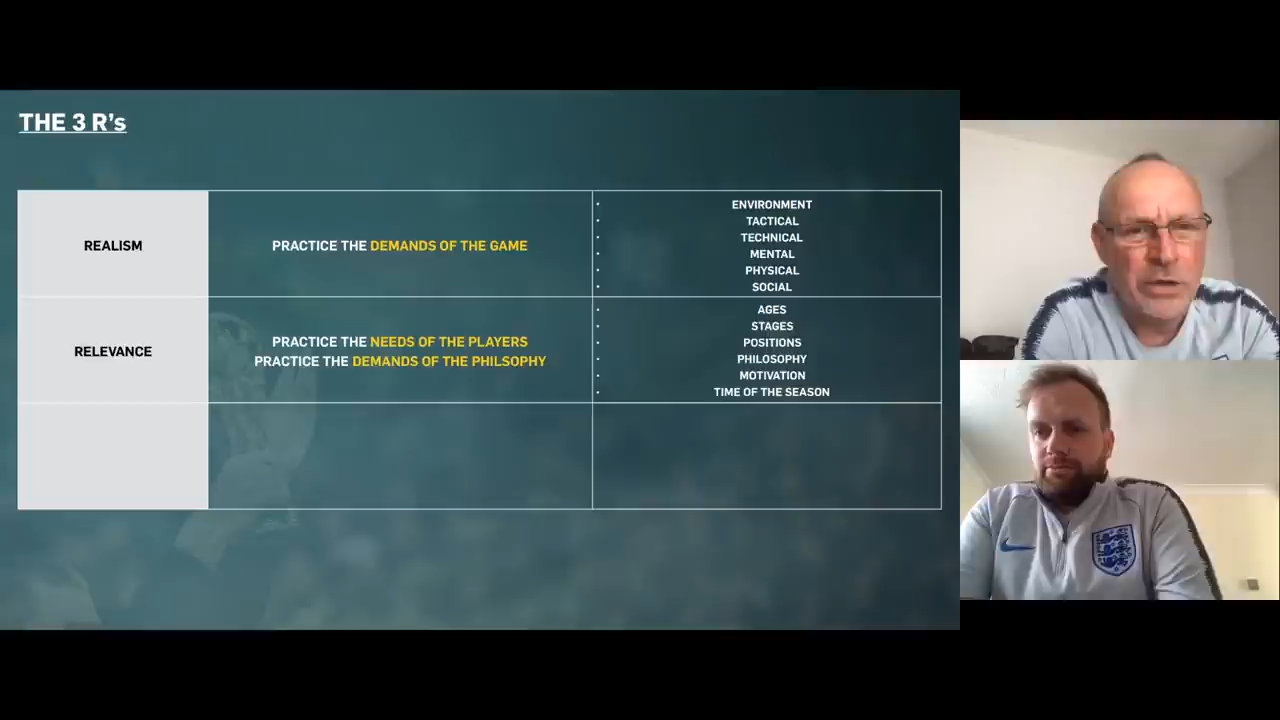 THE 3 R's
REALISM
PRACTICE THE DEMANDS OF THE GAME
ENVIRONMENT
TACTICAL
TECHNICAL
MENTAL
PHYSICAL
SOCIAL
RELEVANCE
PRACTICE THE NEEDS OF THE PLAYERS
PRACTICE THE DEMANDS OF THE PHILSOPHY
AGES
STAGES
POSITIONS
PHILOSOPHY
MOTIVATION
TIME OF THE SEASON